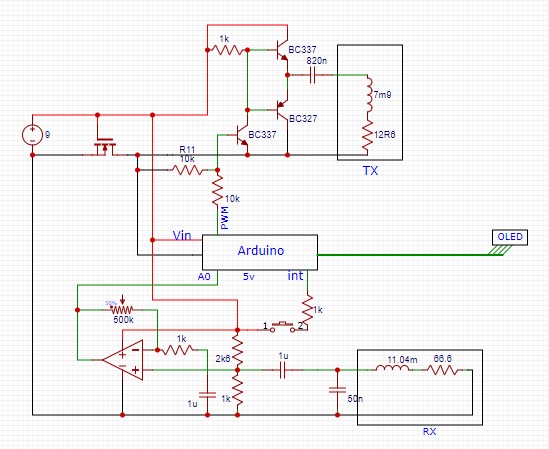 1k
BC337
820n
7m9
9
BC327
BC337
12R6
R11
10k
TX
10k
PWM
Vin
OLED
Arduino
A0
5v
int
50%
500k
1k
1
2
1k
2k6
1u
11.04m
66.6
1u
1k
50n
RX